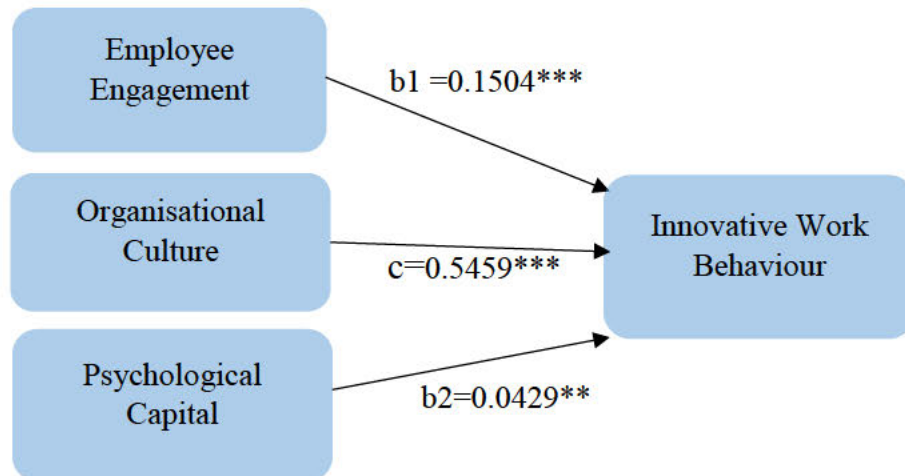 Employee
Engagement
b1 =0.1504***
Organisational
Culture
c=0.5459***
Innovative Work
Behaviour
Psychological
Capital
b2=0.0429**